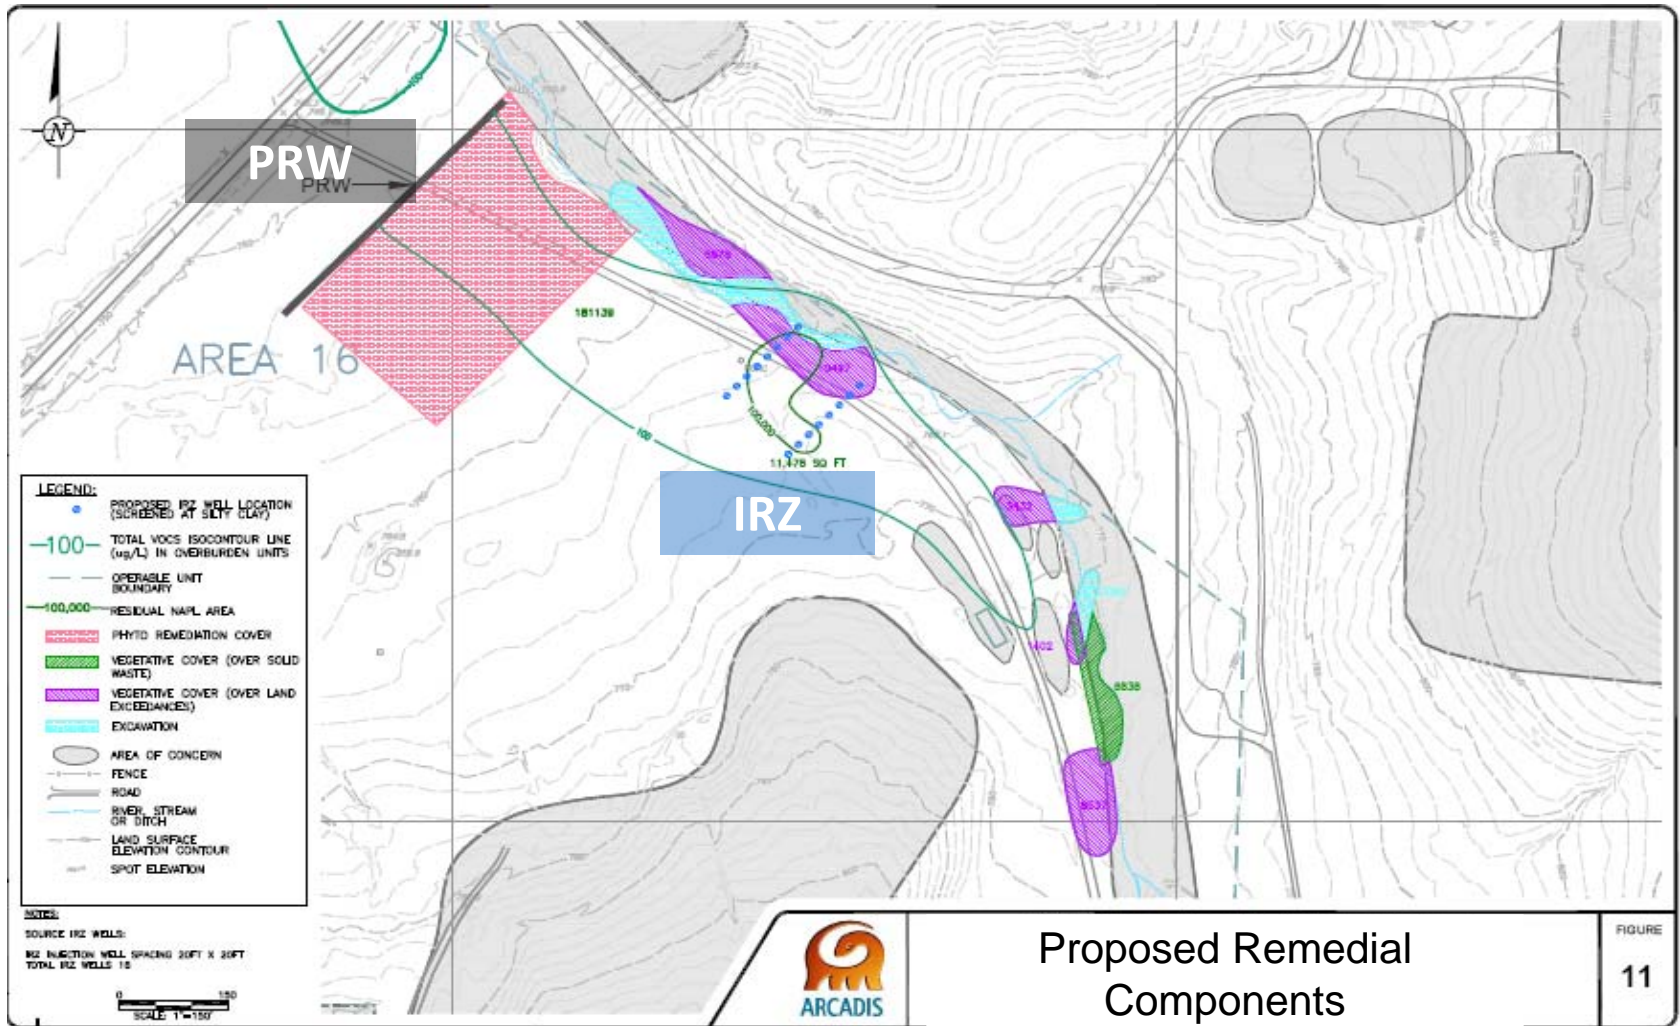 100
N
PRW
PRW
AREA 16
181139
9497
100,000
100
11,478 SQ FT
IRZ
8838
LEGEND:
PROPOSED IRZ WELL LOCATION
(SCREENED AT SILTY CLAY)
100
TOTAL VOCS ISOCONTOUR LINE
(ug/L) IN OVERBURDEN UNITS
OPERABLE UNIT
BOUNDARY
100,000
RESIDUAL NAPL AREA
PHYTO REMEDIATION COVER
VEGETATIVE COVER (OVER SOLID
WASTE)
VEGETATIVE COVER (OVER LAND
EXCEEDANCES)
EXCAVATION
AREA OF CONCERN
FENCE
ROAD
RIVER, STREAM
OR DITCH
LAND SURFACE
ELEVATION CONTOUR
SPOT ELEVATION
NOTES:
SOURCE IRZ WELLS:
IRZ INJECTION WELL SPACING 20FT X 20FT
TOTAL IRZ WELLS
0 150
SCALE: 1"=150'
ARCADIS
Proposed Remedial
Components
FIGURE
11